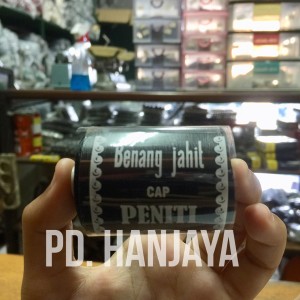 Benang jahit
CAP
PENITI
PD. HANJAYA